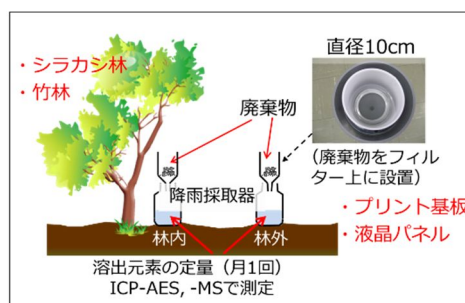 ・シラカシ林
・竹林
廃棄物
直径10cm
(廃棄物をフィル
ター上に設置)
降雨採取器
・プリント基板
・液晶パネル
林内
林外
溶出元素の定量（月1回）
ICP-AES, -MSで測定